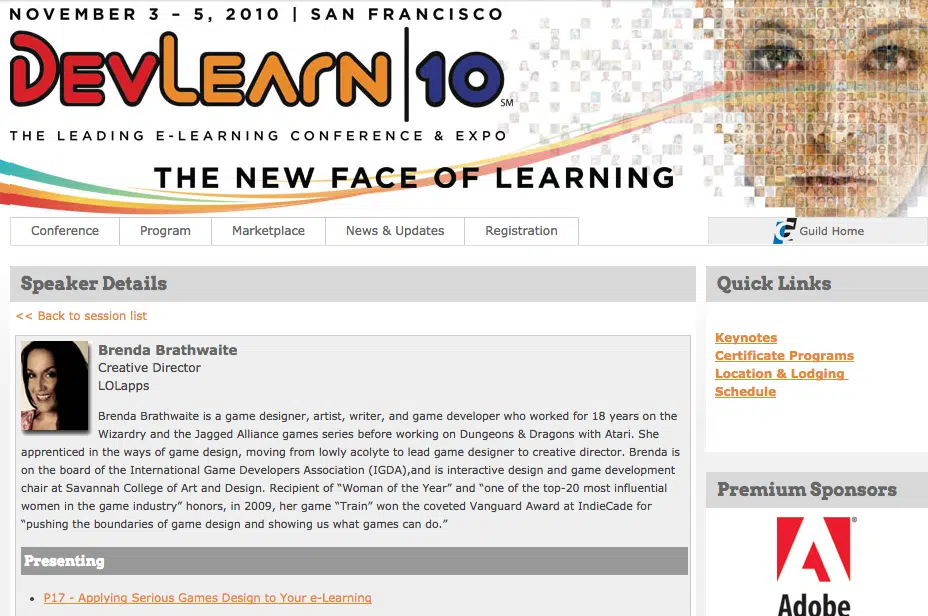 NOVEMBER 3 – 5, 2010 | SAN FRANCISCO
DEVLEARN | 10 SM
THE LEADING E-LEARNING CONFERENCE & EXPO
THE NEW FACE OF LEARNING
Conference Program Marketplace News & Updates Registration
Guild Home
Speaker Details
<< Back to session list
Brenda Brathwaite
Creative Director
LOLapps
Brenda Brathwaite is a game designer, artist, writer, and game developer who worked for 18 years on the
Wizardry and the Jagged Alliance games series before working on Dungeons & Dragons with Atari. She
apprenticed in the ways of game design, moving from lowly acolyte to lead game designer to creative director. Brenda is
on the board of the International Game Developers Association (IGDA),and is interactive design and game development
chair at Savannah College of Art and Design. Recipient of “Woman of the Year” and “one of the top-20 most influential
women in the game industry” honors, in 2009, her game “Train” won the coveted Vanguard Award at IndieCade for
“pushing the boundaries of game design and showing us what games can do.”
Presenting
• P17 - Applying Serious Games Design to Your e-Learning
Quick Links
Keynotes
Certificate Programs
Location & Lodging
Schedule
Premium Sponsors
®
Adobe